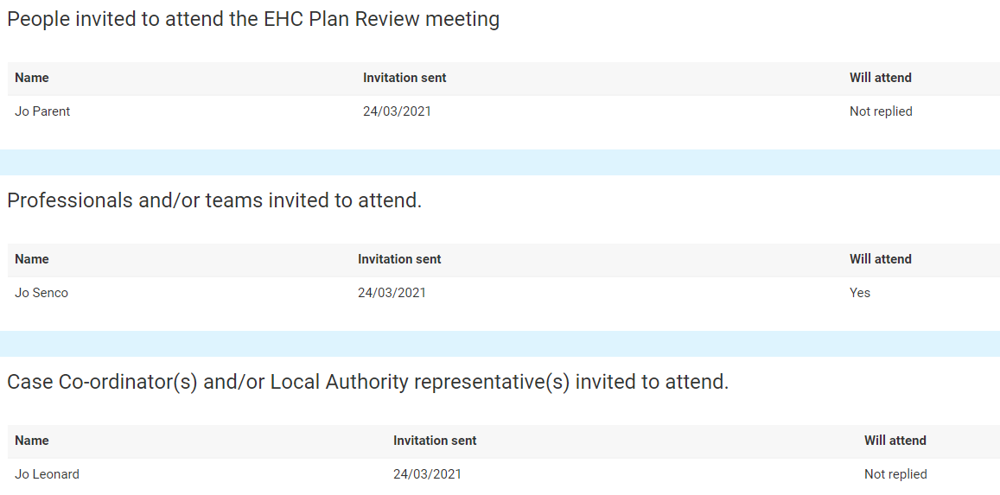 People invited to attend the EHC Plan Review meeting
Name Invitation sent Will attend
Jo Parent 24/03/2021 Not replied
Professionals and/or teams invited to attend.
Name Invitation sent Will attend
Jo Senco 24/03/2021 Yes
Case Co-ordinator(s) and/or Local Authority representative(s) invited to attend.
Name Invitation sent Will attend
Jo Leonard 24/03/2021 Not replied